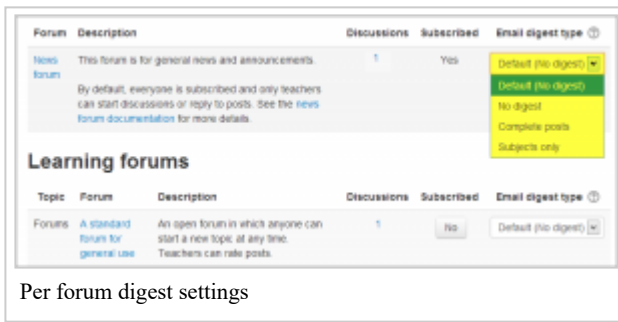 Forum Description Discussions Subscribed Email digest type
News forum This forum is for general news and announcements. 1 Yes Default (No digest)
By default, everyone is subscribed and only teachers can start discussions or reply to posts. See the news forum documentation for more details.
Default (No digest)
No digest
Complete posts
Subjects only
Learning forums
Topic Forum Description Discussions Subscribed Email digest type
Forums A standard forum for general use An open forum in which anyone can start a new topic at any time. Teachers can rate posts. 1 No Default (No digest)
Per forum digest settings